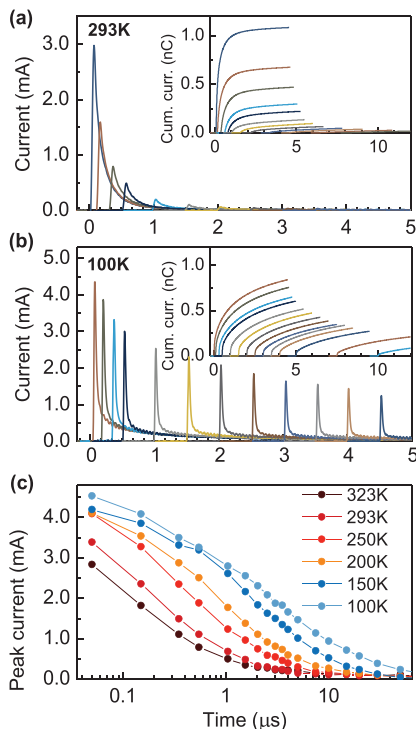 (a)
293K
3.0
2.0
1.0
0.0
Current (mA)
0 1 2 3 4 5
Cum. curr. (nC)
1.0
0.5
0.0
0 5 10
(b)
100K
5.0
4.0
3.0
2.0
1.0
0.0
Current (mA)
0 1 2 3 4 5
Cum. curr. (nC)
1.0
0.5
0.0
0 5 10
(c)
4.0
3.0
2.0
1.0
0.0
Peak current (mA)
323K
293K
250K
200K
150K
100K
0.1 1 10
Time (μs)